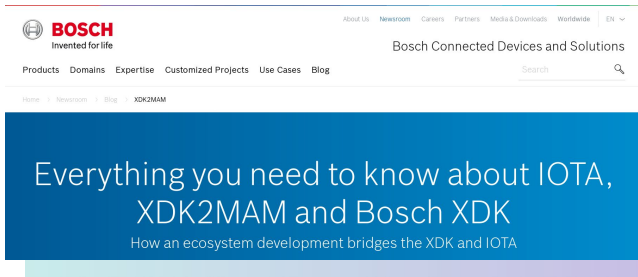 About Us Newsroom Careers Partners Media & Downloads Worldwide EN
BOSCH
Invented for life
Bosch Connected Devices and Solutions
Products Domains Expertise Customized Projects Use Cases Blog
Search
Home Newsroom Blog XDK2MAM
Everything you need to know about IOTA,
XDK2MAM and Bosch XDK
How an ecosystem development bridges the XDK and IOTA